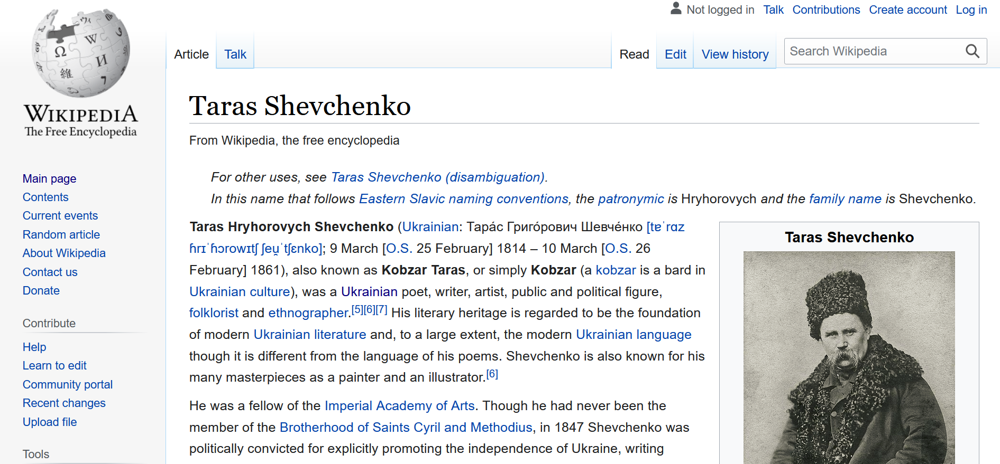 Not logged in Talk Contributions Create account Log in
Article Talk Read Edit View history Search Wikipedia
Ω W И 維 7
WIKIPEDIA
The Free Encyclopedia
Main page
Contents
Current events
Random article
About Wikipedia
Contact us
Donate
Contribute
Help
Learn to edit
Community portal
Recent changes
Upload file
Tools
Taras Shevchenko
From Wikipedia, the free encyclopedia
For other uses, see Taras Shevchenko (disambiguation).
In this name that follows Eastern Slavic naming conventions, the patronymic is Hryhorovych and the family name is Shevchenko.
Taras Hryhorovych Shevchenko (Ukrainian: Тара́с Григо́рович Шевче́нко [tɐˈrɑz
ɦrɪˈɦɔrowɪtʃ ʃeu̯ˈtʃɛnko]; 9 March [O.S. 25 February] 1814 – 10 March [O.S. 26
February] 1861), also known as Kobzar Taras, or simply Kobzar (a kobzar is a bard in
Ukrainian culture), was a Ukrainian poet, writer, artist, public and political figure,
folklorist and ethnographer.[5][6][7] His literary heritage is regarded to be the foundation
of modern Ukrainian literature and, to a large extent, the modern Ukrainian language
though it is different from the language of his poems. Shevchenko is also known for his
many masterpieces as a painter and an illustrator.[6]
He was a fellow of the Imperial Academy of Arts. Though he had never been the
member of the Brotherhood of Saints Cyril and Methodius, in 1847 Shevchenko was
politically convicted for explicitly promoting the independence of Ukraine, writing
Taras Shevchenko